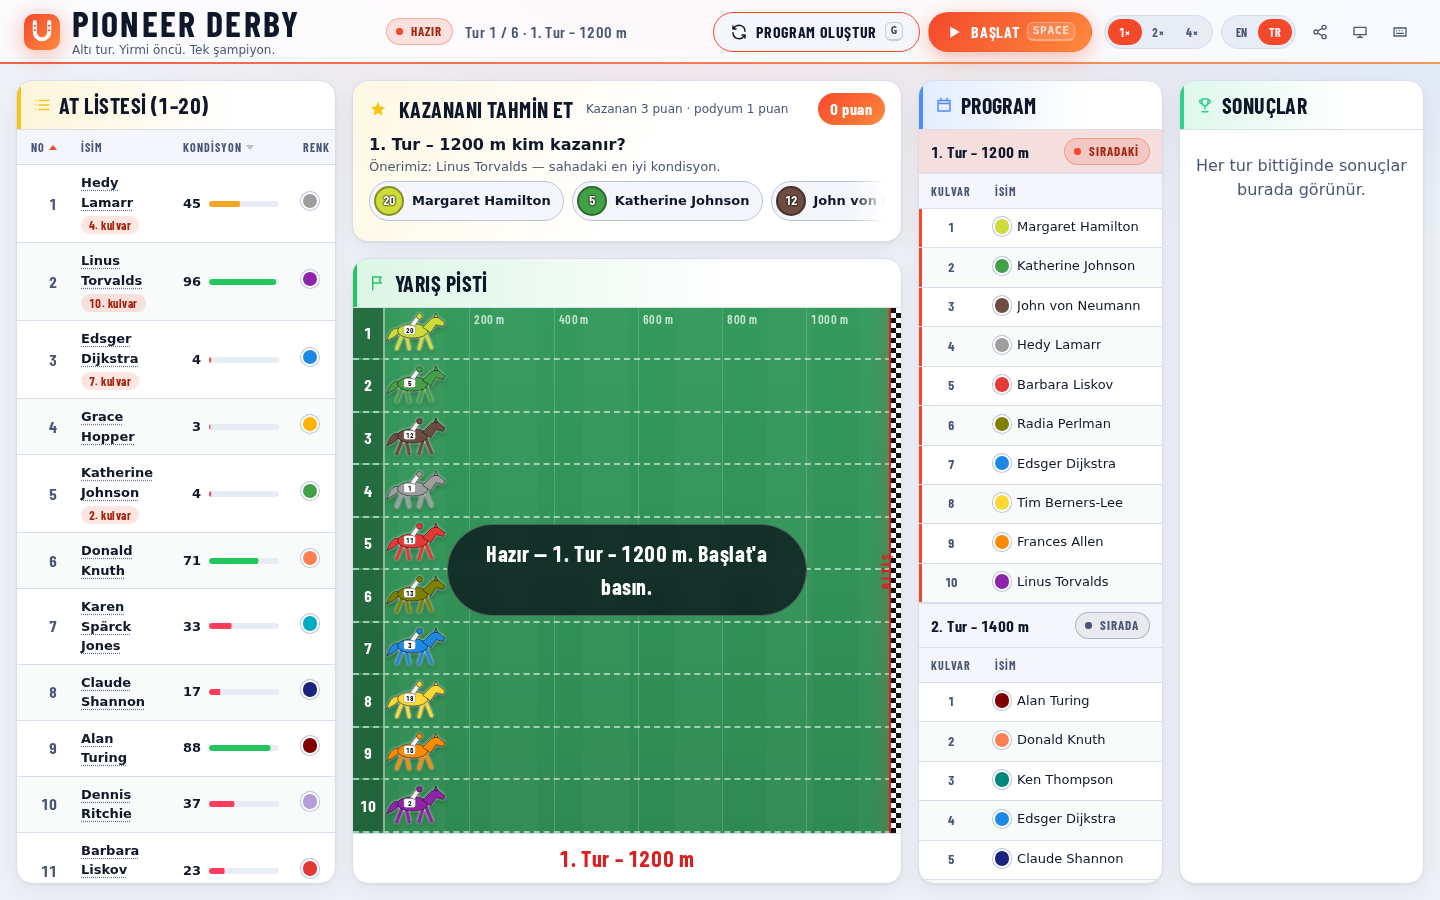 PIONEER DERBY
Altı tur. Yirmi öncü. Tek şampiyon.
HAZIR
Tur 1 / 6 · 1. Tur – 1200 m
PROGRAM OLUŞTUR G
BAŞLAT SPACE
1× 2× 4×
EN TR
AT LİSTESİ (1–20)
NO İSİM KONDİSYON RENK
1 Hedy Lamarr 45
4. kulvar
2 Linus Torvalds 96
10. kulvar
3 Edsger Dijkstra 4
7. kulvar
4 Grace Hopper 3
5 Katherine Johnson 4
2. kulvar
6 Donald Knuth 71
7 Karen Spärck Jones 33
8 Claude Shannon 17
9 Alan Turing 88
10 Dennis Ritchie 37
11 Barbara Liskov 23
KAZANANI TAHMİN ET
Kazanan 3 puan · podyum 1 puan
0 puan
1. Tur – 1200 m kim kazanır?
Önerimiz: Linus Torvalds — sahadaki en iyi kondisyon.
20 Margaret Hamilton
5 Katherine Johnson
12 John von
YARIŞ PİSTİ
200 m 400 m 600 m 800 m 1000 m
1 20
2 5
3 12
4 1
5 11
6 13
7 3
8 18
9 16
10 2
Hazır — 1. Tur – 1200 m. Başlat'a
basın.
1. Tur – 1200 m
PROGRAM
1. Tur – 1200 m SIRADAKİ
KULVAR İSİM
1 Margaret Hamilton
2 Katherine Johnson
3 John von Neumann
4 Hedy Lamarr
5 Barbara Liskov
6 Radia Perlman
7 Edsger Dijkstra
8 Tim Berners-Lee
9 Frances Allen
10 Linus Torvalds
2. Tur – 1400 m SIRADA
KULVAR İSİM
1 Alan Turing
2 Donald Knuth
3 Ken Thompson
4 Edsger Dijkstra
5 Claude Shannon
SONUÇLAR
Her tur bittiğinde sonuçlar
burada görünür.